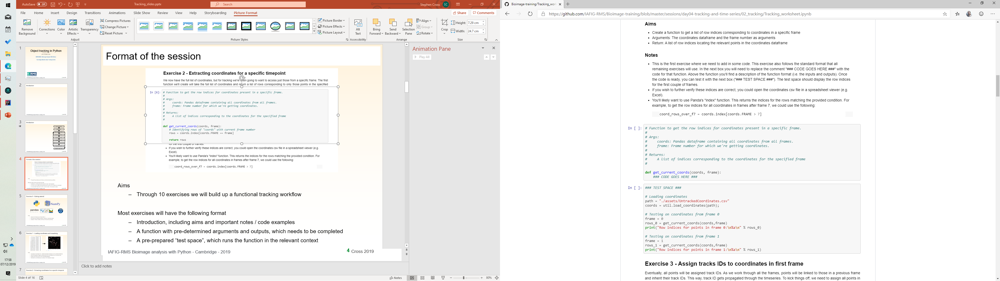 AutoSave Off
Tracking_slides.pptx
Search
Stephen Cross SC
File Home Insert Design Transitions Animations Slide Show Review View Help Storyboarding Picture Format
Share Comments
Remove Background
Corrections
Color
Artistic Effects
Transparency
Compress Pictures
Change Picture
Reset Picture
Picture Border
Picture Effects
Picture Layout
Alt Text
Bring Forward
Send Backward
Selection Pane
Align
Group
Rotate
Crop
Height: 7.29 cm
Width: 24.7 cm
Adjust
Picture Styles
Accessibility
Arrange
Size
1
Object tracking in Python
RMS
2
Introduction
3
Introduction
4
Format of the session
5
Exercise 0 - Getting started
NumPy
pandas
6
Exercise 1 - Loading coordinates and visualising
7
Exercise 2 - Extracting coordinates for a specific timepoint
17:58
07/12/2019
Format of the session
Exercise 2 - Extracting coordinates for a specific timepoint
We now have the full list of coordinates, but for tracking we're going to want to access just those from a specific frame. The first
function we'll create will take the full list of coordinates and return a list of rows corresponding to only those points in the specified
In [6]:
# Function to get the row indices for coordinates present in a specific frame.
#
# Args:
# coords: Pandas dataframe containing all coordinates from all frames.
# frame: Frame number for which we're getting coordinates.
#
# Returns:
# A list of indices corresponding to the coordinates for the specified frame
#
def get_current_coords(coords, frame):
# Identifying rows of "coords" with current frame number
rows = coords.index[coords.FRAME == frame]
return rows
for the first couple of frames.
• If you wish to further verify these indices are correct, you could open the coordinates csv file in a spreadsheet viewer (e.g.
Excel).
• You'll likely want to use Panda's "index" function. This returns the indices for the rows matching the provided condition. For
example, to get the row indices for all coordinates in frames after frame 7, we could use the following:
coord_rows_over_f7 = coords.index[coords.FRAME > 7]
Aims
– Through 10 exercises we will build up a functional tracking workflow
Most exercises will have the following format
– Introduction, including aims and important notes / code examples
– A function with pre-determined arguments and outputs, which needs to be completed
– A pre-prepared “test space”, which runs the function in the relevant context
IAFIG-RMS Bioimage analysis with Python - Cambridge - 2019
4 Cross 2019
Click to add notes
Slide 4 of 16
Notes
80%
Animation Pane
Play All
Bioimage-training/Tracking_work
https://github.com/IAFIG-RMS/Bioimage-training/blob/master/sessions/day04-tracking-and-time-series/02_tracking/Tracking_worksheet.ipynb
Aims
• Create a function to get a list of row indices corresponding to coordinates in a specific frame
• Arguments: The coordinates dataframe and the frame number as arguments
• Return: A list of row indices locating the relevant points in the coordinates dataframe
Notes
• This is the first exercise where we need to add in some code. This exercise also follows the standard format that all
remaining exercises will use. In the next box you will need to replace the comment "### CODE GOES HERE ###" with the
code for that function. Above the function you'll find a description of the function format (i.e. the inputs and outputs). Once
the code is ready, you can test it with the next box ("### TEST SPACE ###"). The test space should display the row indices
for the first couple of frames.
• If you wish to further verify these indices are correct, you could open the coordinates csv file in a spreadsheet viewer (e.g.
Excel).
• You'll likely want to use Panda's "index" function. This returns the indices for the rows matching the provided condition. For
example, to get the row indices for all coordinates in frames after frame 7, we could use the following:
coord_rows_over_f7 = coords.index[coords.FRAME > 7]
In [ ]:
# Function to get the row indices for coordinates present in a specific frame.
#
# Args:
# coords: Pandas dataframe containing all coordinates from all frames.
# frame: Frame number for which we're getting coordinates.
#
# Returns:
# A list of indices corresponding to the coordinates for the specified frame
#
def get_current_coords(coords, frame):
### CODE GOES HERE ###
In [ ]:
### TEST SPACE ###
# Loading coordinates
path = "./assets/UntrackedCoordinates.csv"
coords = util.load_coordinates(path);
# Testing on coordinates from frame 0
frame = 0
rows_0 = get_current_coords(coords,frame)
print("Row indices for points in frame 0:\n%a\n" % rows_0)
# Testing on coordinates from frame 1
frame = 1
rows_1 = get_current_coords(coords,frame)
print("Row indices for points in frame 1:\n%a\n" % rows_1)
Exercise 3 - Assign tracks IDs to coordinates in first frame
Eventually, all points will be assigned track IDs. As we work through all the frames, points will be linked to those in a previous frame
and inherit their track IDs. This way, track ID gets propagated through the timeseries. To kick things off, we need to assign all points in